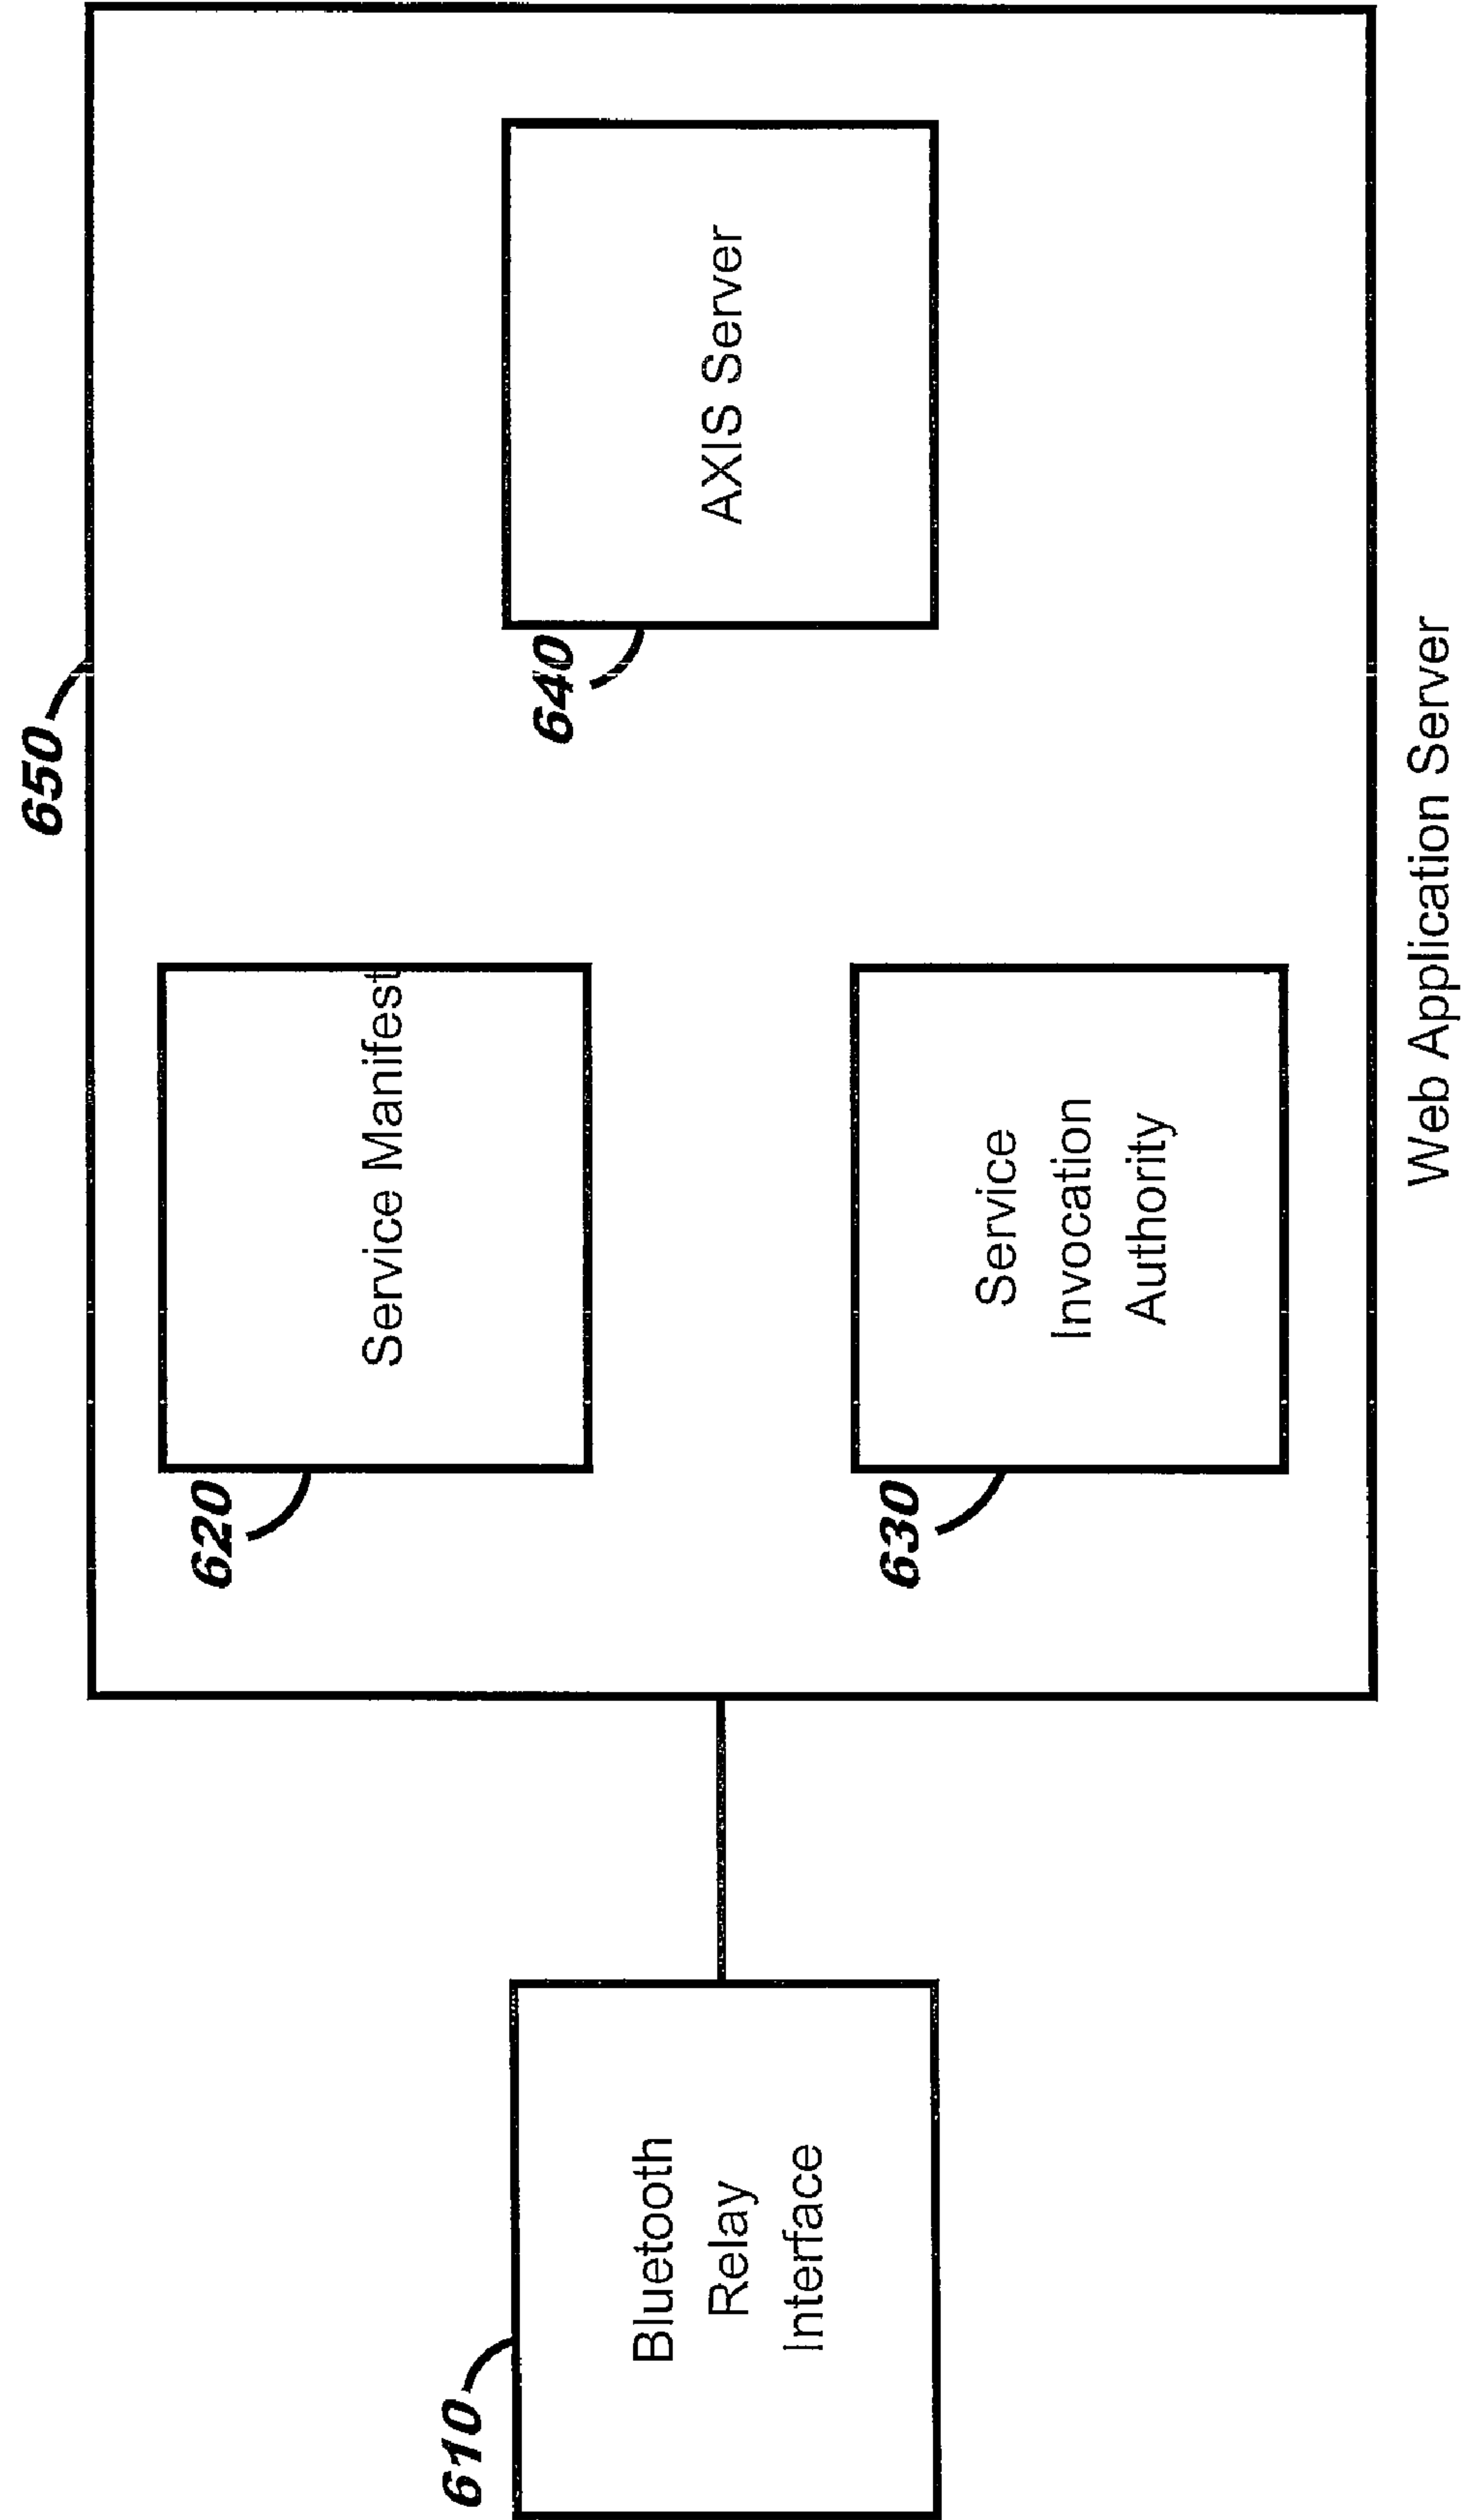 650
620
Service Manifest
640
AXIS Server
610
Bluetooth
Relay
Interface
630
Service
Invocation
Authority
Web Application Server